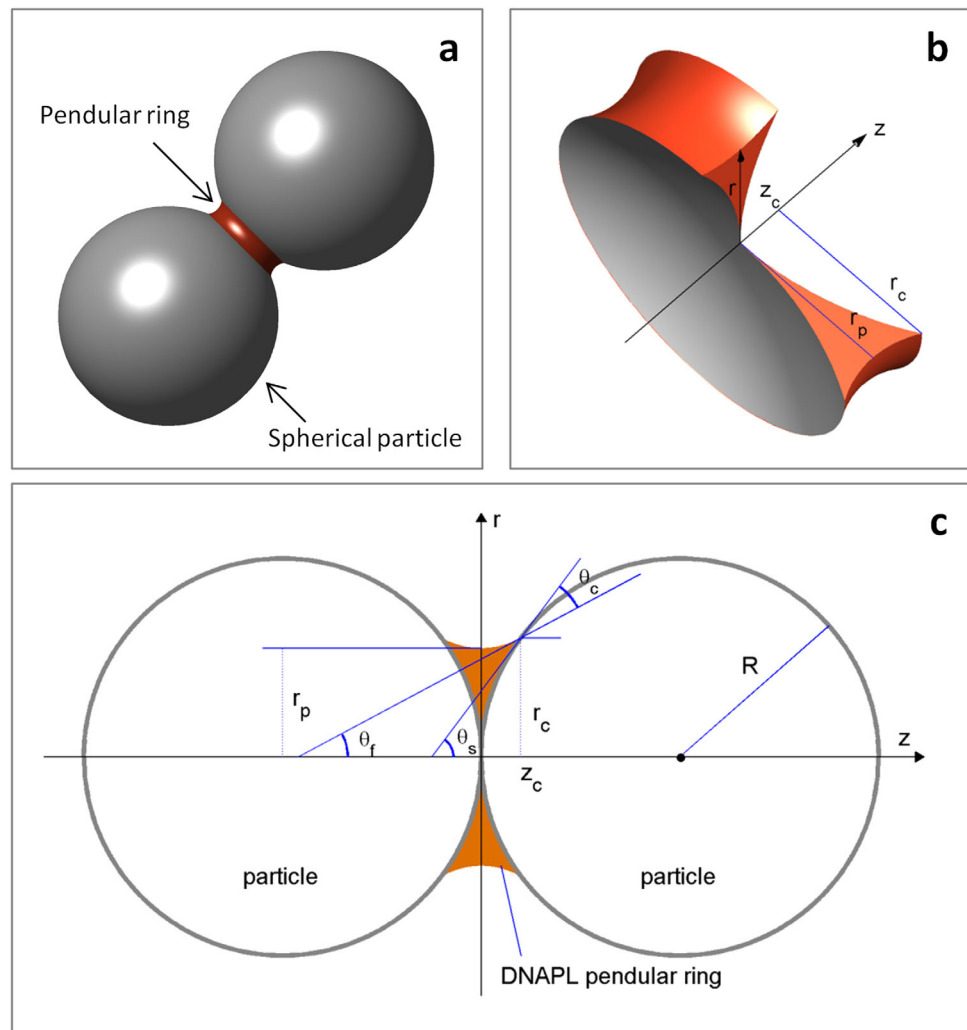 a
Pendular ring
Spherical particle
b
z
r
z_c
r_c
r_p
c
r
θ_c
R
r_p
r_c
θ_f
θ_s
z
z_c
particle
particle
DNAPL pendular ring